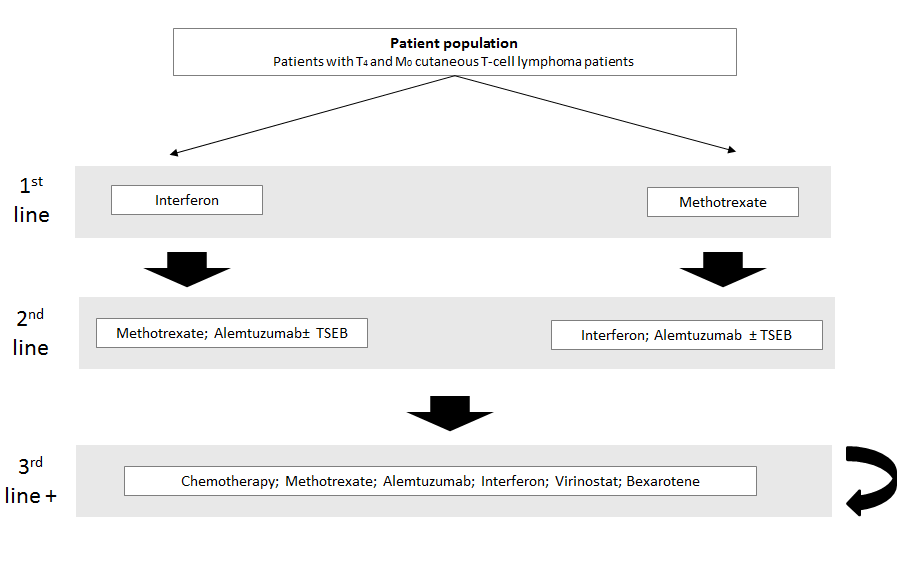 Patient population
Patients with T4 and M0 cutaneous T-cell lymphoma patients
1st
line
Interferon
Methotrexate
2nd
line
Methotrexate; Alemtuzumab± TSEB
Interferon; Alemtuzumab ± TSEB
3rd
line +
Chemotherapy; Methotrexate; Alemtuzumab; Interferon; Virinostat; Bexarotene